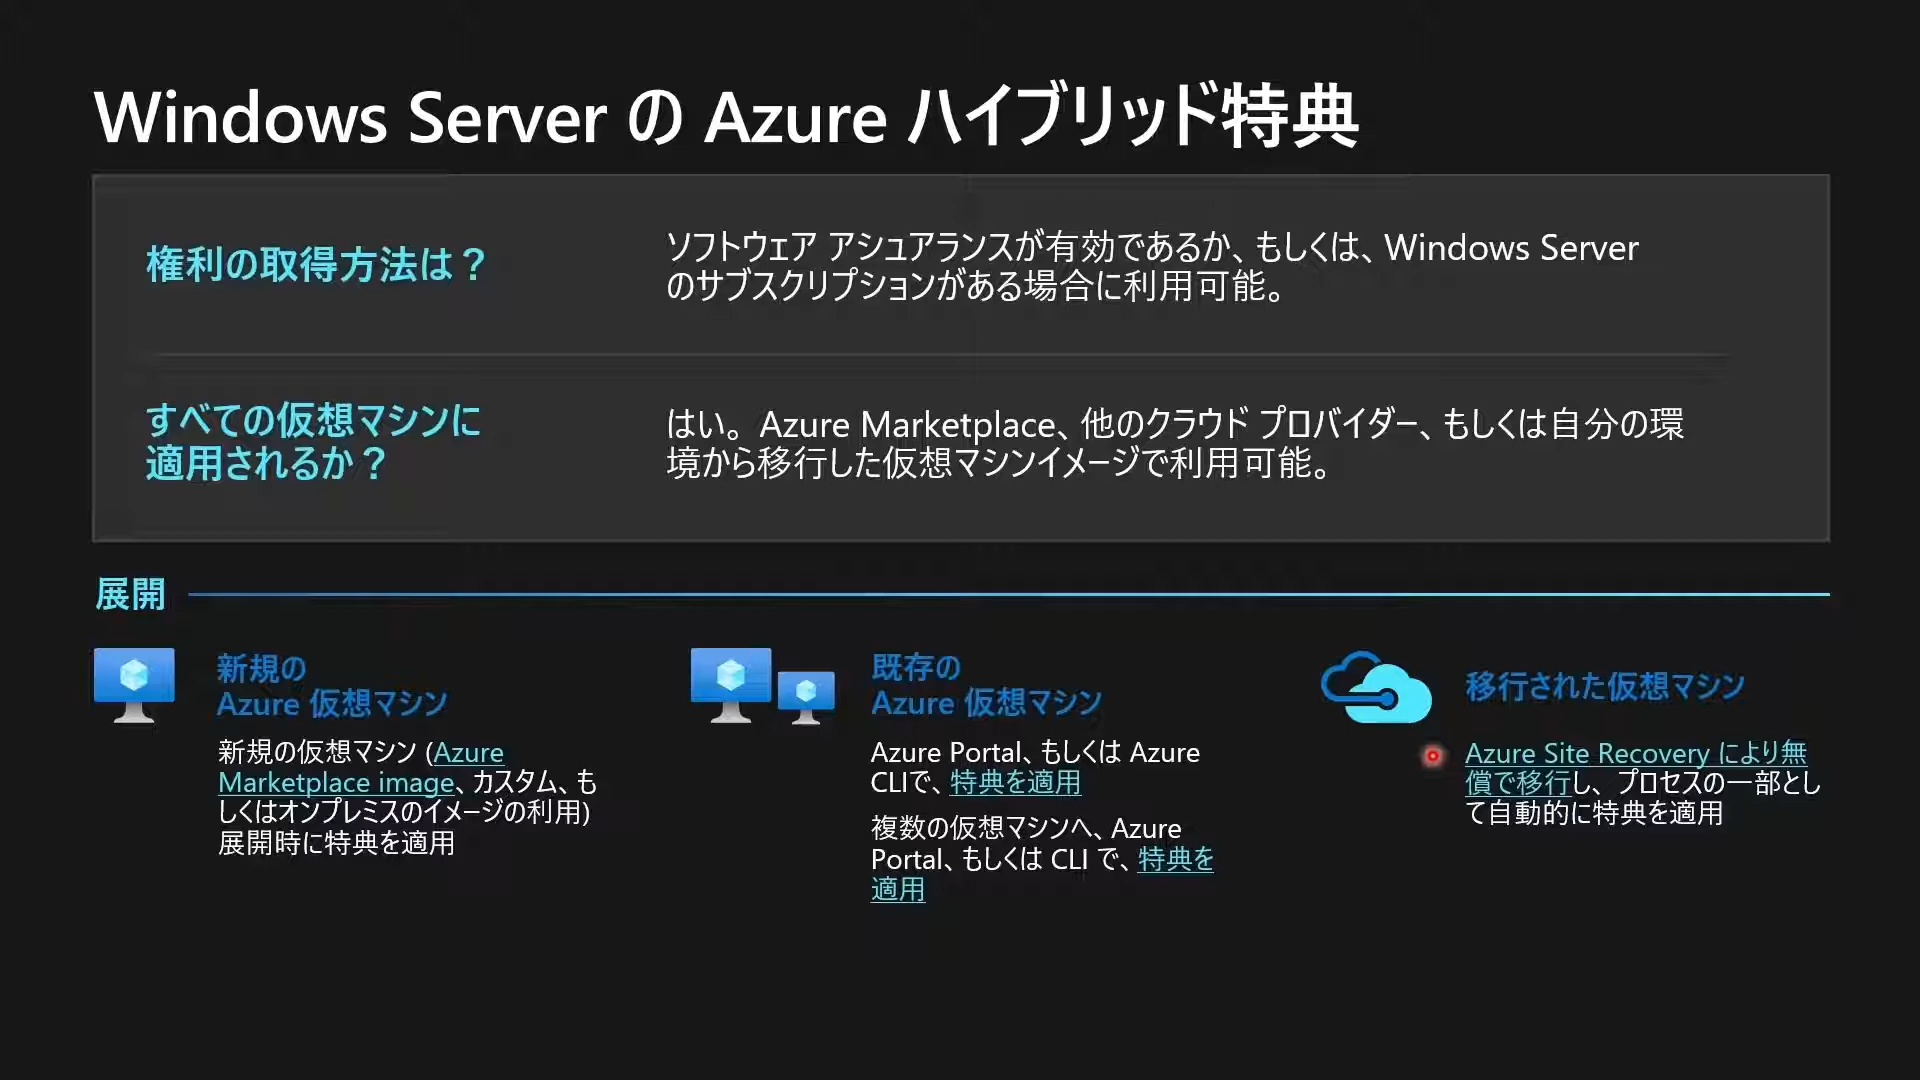 Windows Server の Azure ハイブリッド特典
権利の取得方法は？
ソフトウェア アシュアランスが有効であるか、もしくは、Windows Server
のサブスクリプションがある場合に利用可能。
すべての仮想マシンに
適用されるか？
はい。Azure Marketplace、他のクラウド プロバイダー、もしくは自分の環
境から移行した仮想マシンイメージで利用可能。
展開
新規の
Azure 仮想マシン
新規の仮想マシン (Azure
Marketplace image、カスタム、も
しくはオンプレミスのイメージの利用)
展開時に特典を適用
既存の
Azure 仮想マシン
Azure Portal、もしくは Azure
CLIで、特典を適用
複数の仮想マシンへ、Azure
Portal、もしくは CLI で、特典を
適用
移行された仮想マシン
Azure Site Recovery により無
償で移行し、プロセスの一部とし
て自動的に特典を適用